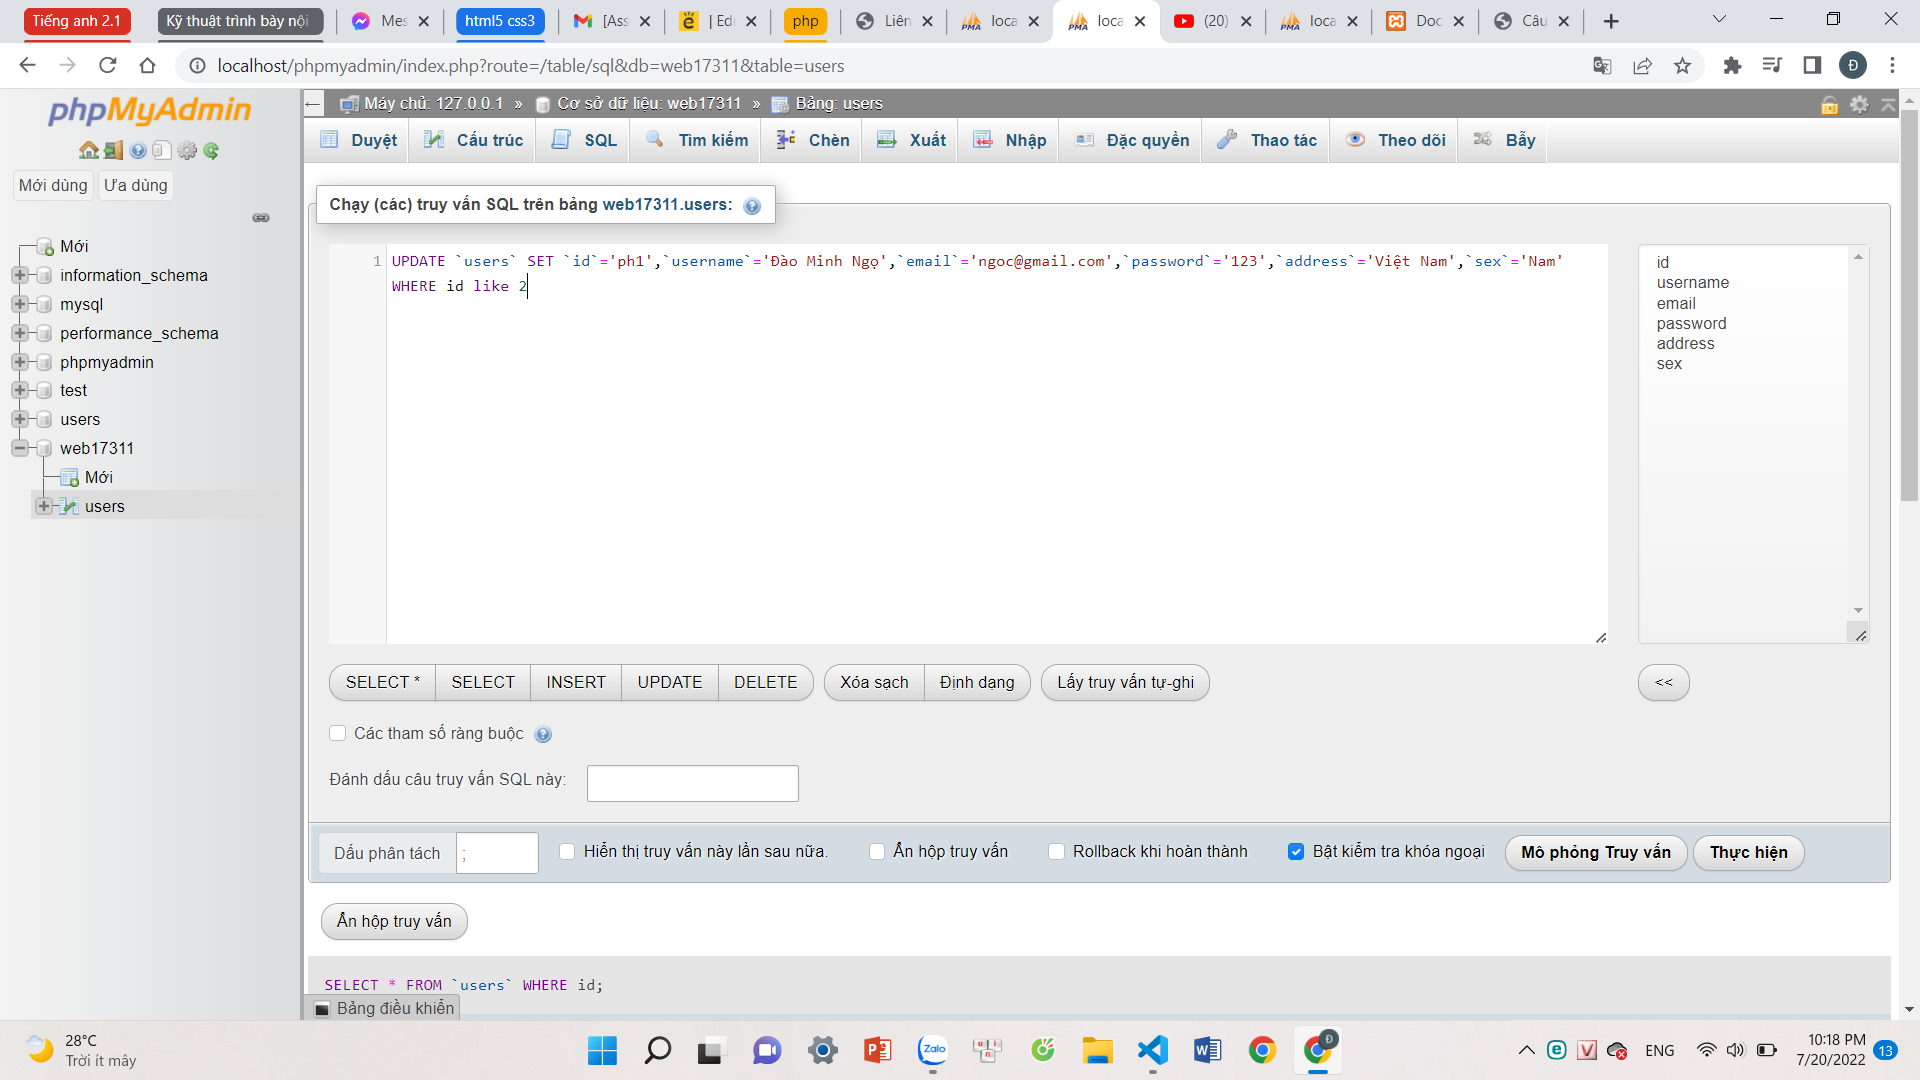 Tiếng anh 2.1
Kỹ thuật trình bày nội
Mes
html5 css3
[Ass
| Edu
php
Liên
loca
loca
(20)
loca
Doc
Câu
localhost/phpmyadmin/index.php?route=/table/sql&db=web17311&table=users
Đ
phpMyAdmin
Mới dùng
Ưa dùng
Mới
information_schema
mysql
performance_schema
phpmyadmin
test
users
web17311
Mới
users
Máy chủ: 127.0.0.1 » Cơ sở dữ liệu: web17311 » Bảng: users
Duyệt
Cấu trúc
SQL
Tìm kiếm
Chèn
Xuất
Nhập
Đặc quyền
Thao tác
Theo dõi
Bẫy
Chạy (các) truy vấn SQL trên bảng web17311.users:
1
UPDATE `users` SET `id`='ph1',`username`='Đào Minh Ngọ',`email`='ngoc@gmail.com',`password`='123',`address`='Việt Nam',`sex`='Nam'
WHERE id like 2
id
username
email
password
address
sex
SELECT *
SELECT
INSERT
UPDATE
DELETE
Xóa sạch
Định dạng
Lấy truy vấn tự-ghi
<<
Các tham số ràng buộc
Đánh dấu câu truy vấn SQL này:
Dấu phân tách
;
Hiển thị truy vấn này lần sau nữa.
Ẩn hộp truy vấn
Rollback khi hoàn thành
Bật kiểm tra khóa ngoại
Mô phỏng Truy vấn
Thực hiện
Ẩn hộp truy vấn
SELECT * FROM `users` WHERE id;
Bảng điều khiển
28°C
Trời ít mây
Zalo
Đ
ENG
10:18 PM
7/20/2022
13